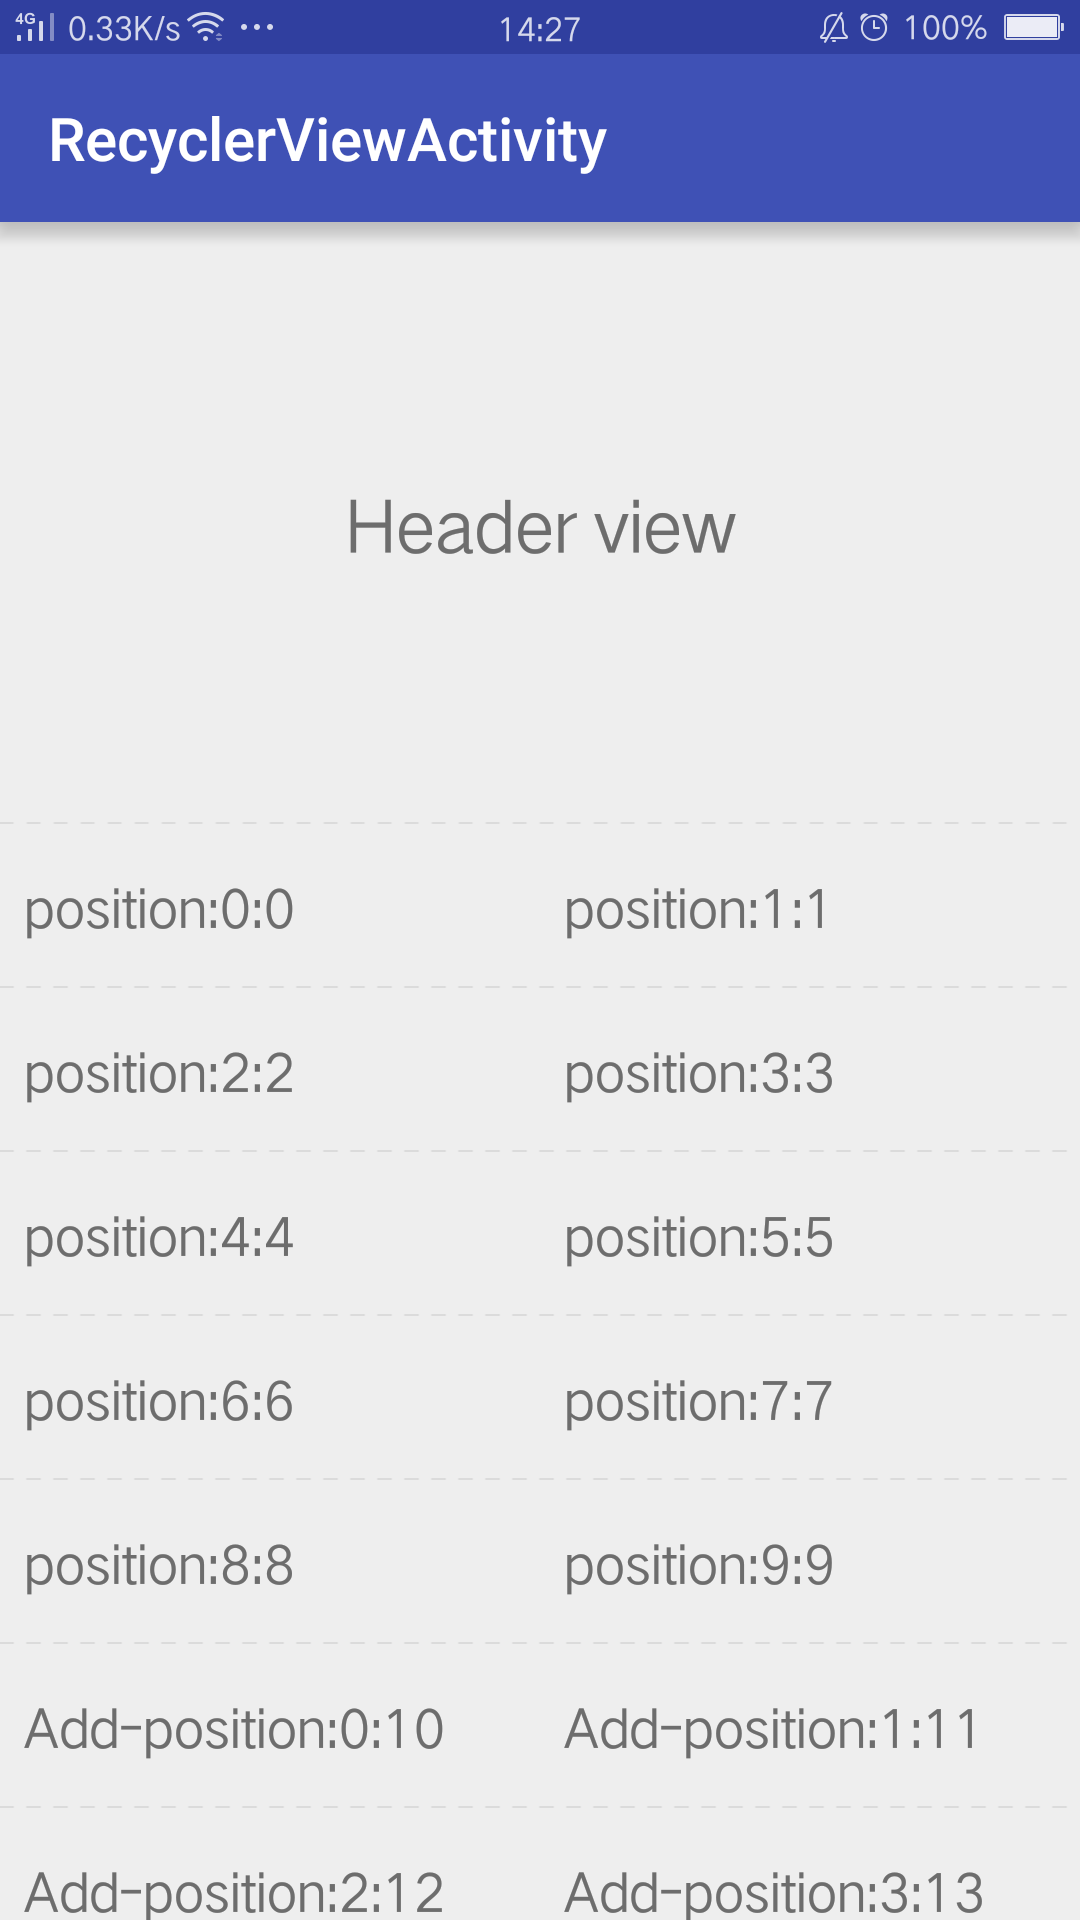 4G 0.33K/s ... 14:27 100%
RecyclerViewActivity
Header view
position:0:0 position:1:1
position:2:2 position:3:3
position:4:4 position:5:5
position:6:6 position:7:7
position:8:8 position:9:9
Add-position:0:10 Add-position:1:11
Add-position:2:12 Add-position:3:13